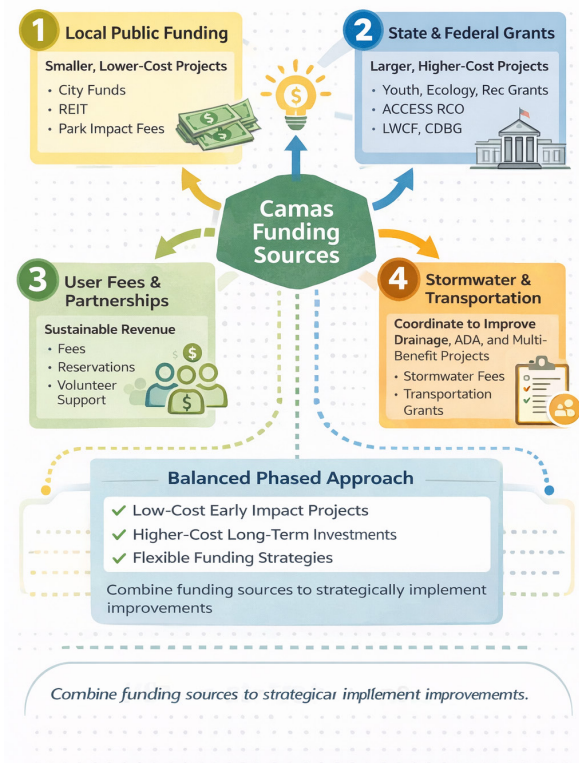 1
Local Public Funding
Smaller, Lower-Cost Projects
• City Funds
• REIT
• Park Impact Fees
$
2
State & Federal Grants
Larger, Higher-Cost Projects
• Youth, Ecology, Rec Grants
• ACCESS RCO
• LWCF, CDBG
Camas
Funding
Sources
3
User Fees &
Partnerships
Sustainable Revenue
• Fees
• Reservations
• Volunteer
Support
$ $
$
4
Stormwater &
Transportation
Coordinate to Improve
Drainage, ADA, and Multi-
Benefit Projects
• Stormwater Fees
• Transportation
Grants
Balanced Phased Approach
✓ Low-Cost Early Impact Projects
✓ Higher-Cost Long-Term Investments
✓ Flexible Funding Strategies
Combine funding sources to strategically implement
improvements
Combine funding sources to strategicar impllement improvememts.